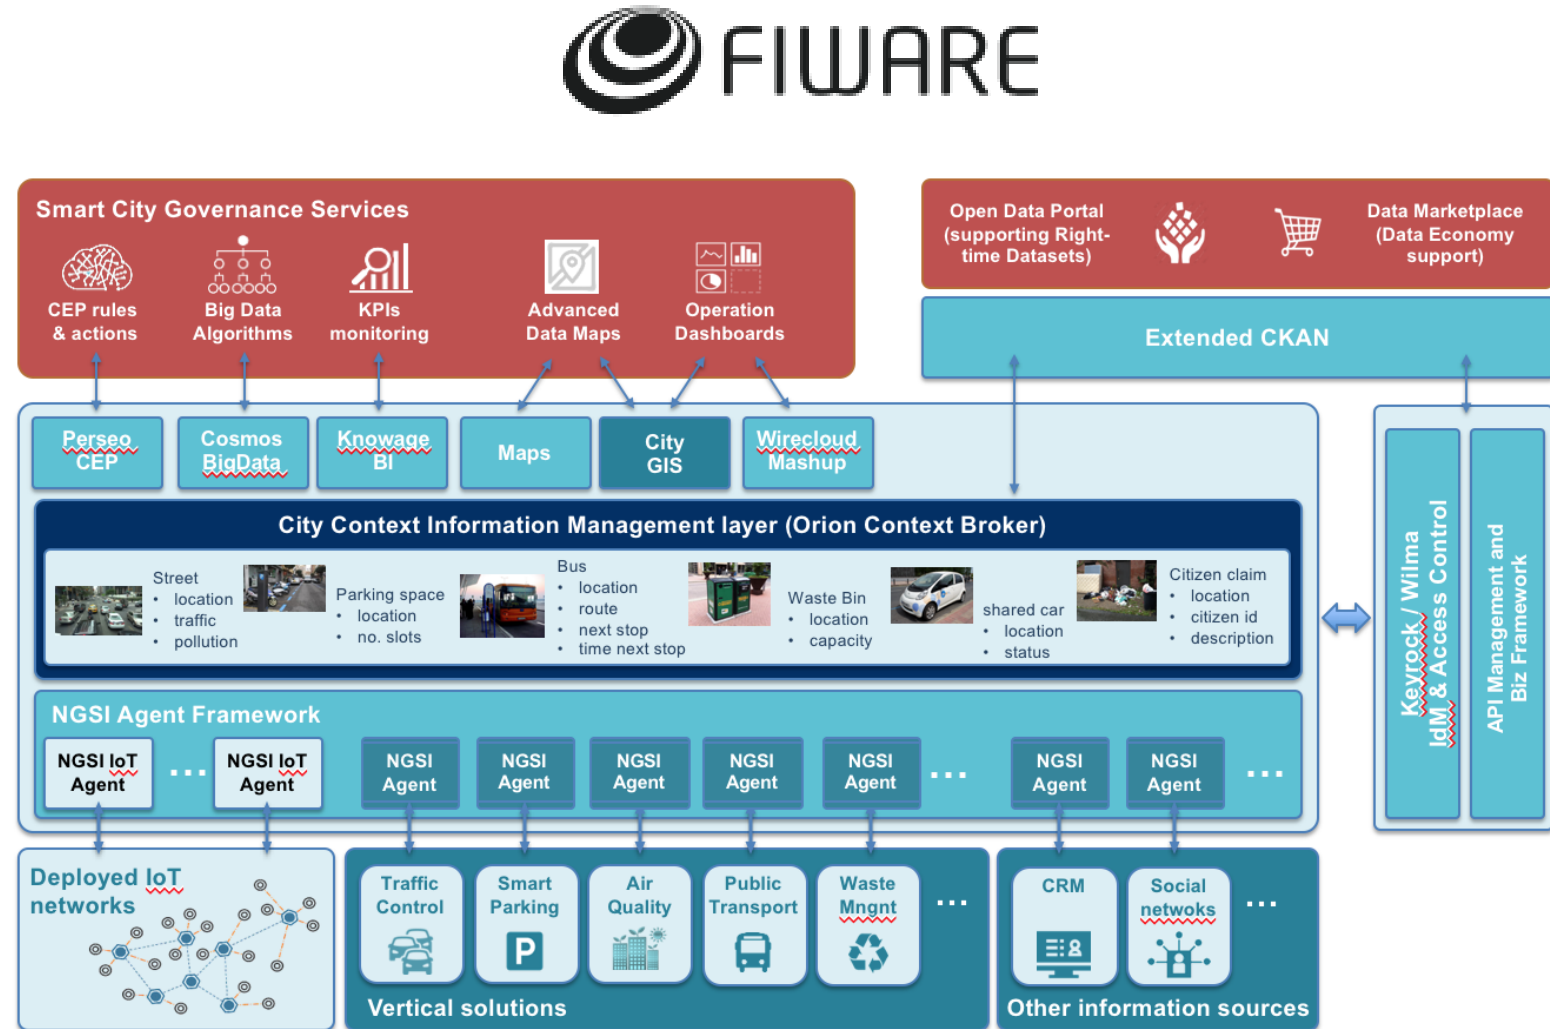 FIWARE
Smart City Governance Services
CEP rules
& actions
Big Data
Algorithms
KPIs
monitoring
Advanced
Data Maps
Operation
Dashboards
Open Data Portal
(supporting Right-
time Datasets)
Data Marketplace
(Data Economy
support)
Extended CKAN
Perseo
CEP
Cosmos
BigData
Knowage
BI
Maps
City
GIS
Wirecloud
Mashup
City Context Information Management layer (Orion Context Broker)
Street
• location
• traffic
• pollution
Parking space
• location
• no. slots
Bus
• location
• route
• next stop
• time next stop
Waste Bin
• location
• capacity
shared car
• location
• status
Citizen claim
• location
• citizen id
• description
Keyrock / Wilma
IdM & Access Control
API Management and
Biz Framework
NGSI Agent Framework
NGSI IoT
Agent
...
NGSI IoT
Agent
NGSI
Agent
NGSI
Agent
NGSI
Agent
NGSI
Agent
NGSI
Agent
...
NGSI
Agent
NGSI
Agent
...
Deployed IoT
networks
Traffic
Control
Smart
Parking
P
Air
Quality
Public
Transport
Waste
Mngnt
...
Vertical solutions
CRM
Social
netwoks
...
Other information sources